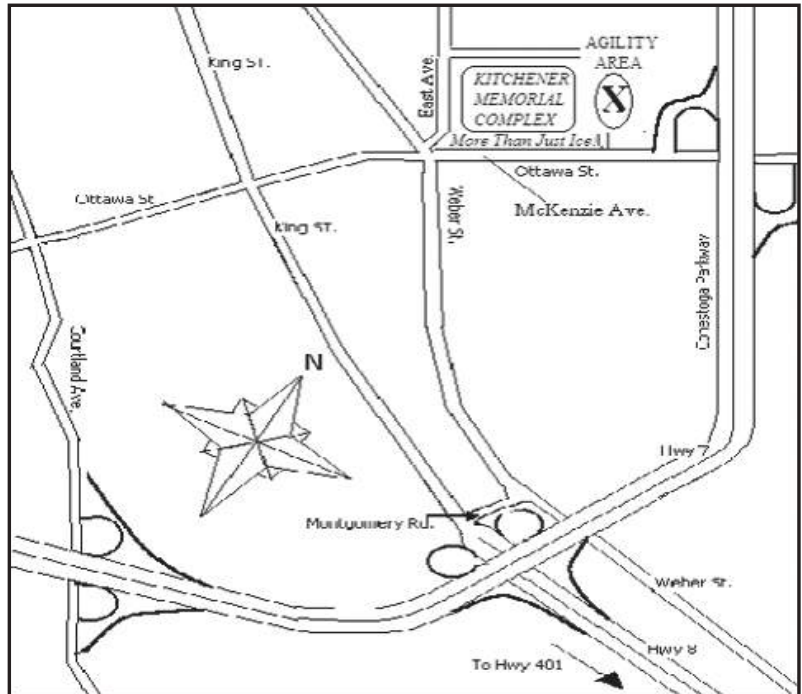 King ST.
East Ave.
AGILITY
AREA
KITCHENER
MEMORIAL
COMPLEX
X
More Than Just Ice
Ottawa St.
McKenzie Ave.
Ottawa St
King ST.
Weber St.
Conestoga Parkway
Courtland Ave.
N
Hwy 7
Montgomery Rd.
Weber St.
Hwy 8
To Hwy 401